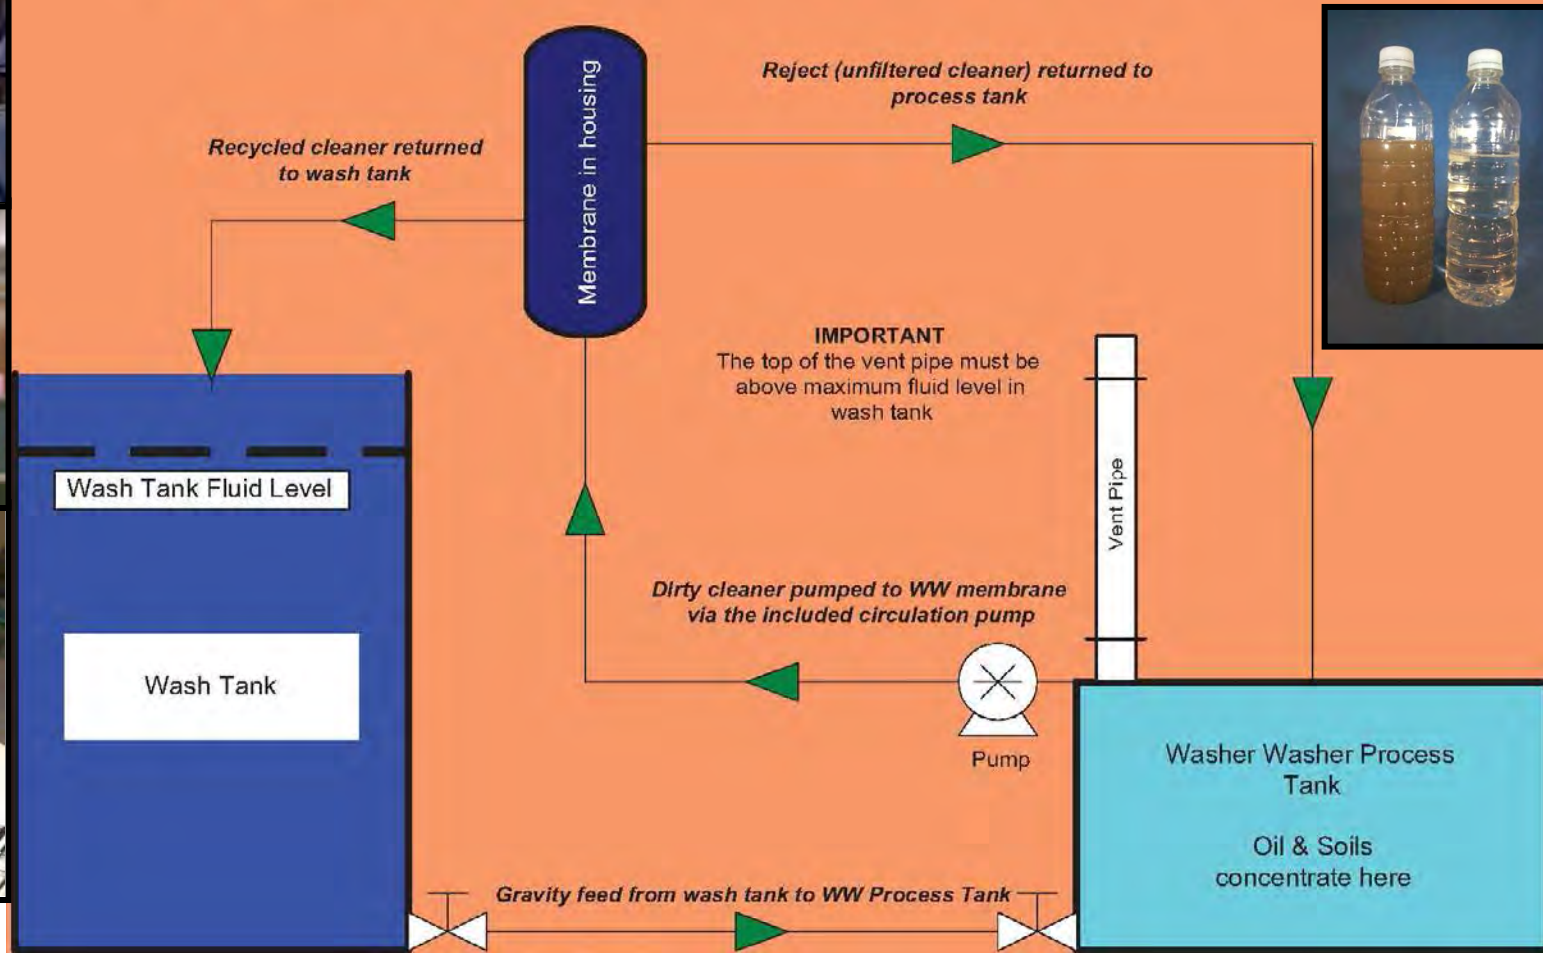 Membrane in housing
Reject (unfiltered cleaner) returned to
process tank
Recycled cleaner returned
to wash tank
IMPORTANT
The top of the vent pipe must be
above maximum fluid level in
wash tank
Vent Pipe
Wash Tank Fluid Level
Dirty cleaner pumped to WW membrane
via the included circulation pump
Wash Tank
Pump
Washer Washer Process
Tank
Oil & Soils
concentrate here
Gravity feed from wash tank to WW Process Tank